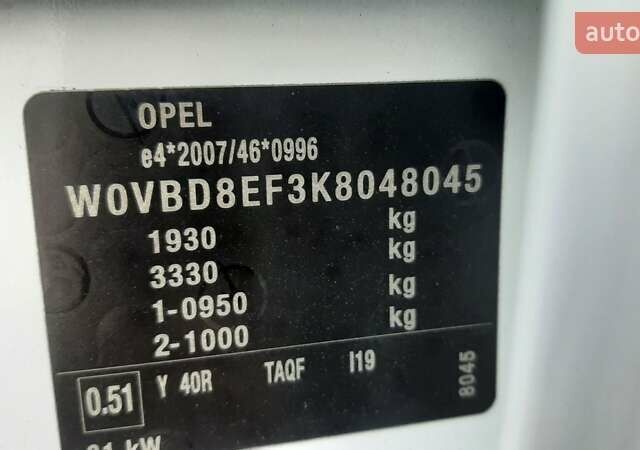 auto
OPEL
e4*2007/46*0996
W0VBD8EF3K8048045
1930 kg
3330 kg
1-0950 kg
2-1000 kg
0.51 Y 40R TAQF I19 8045
kW